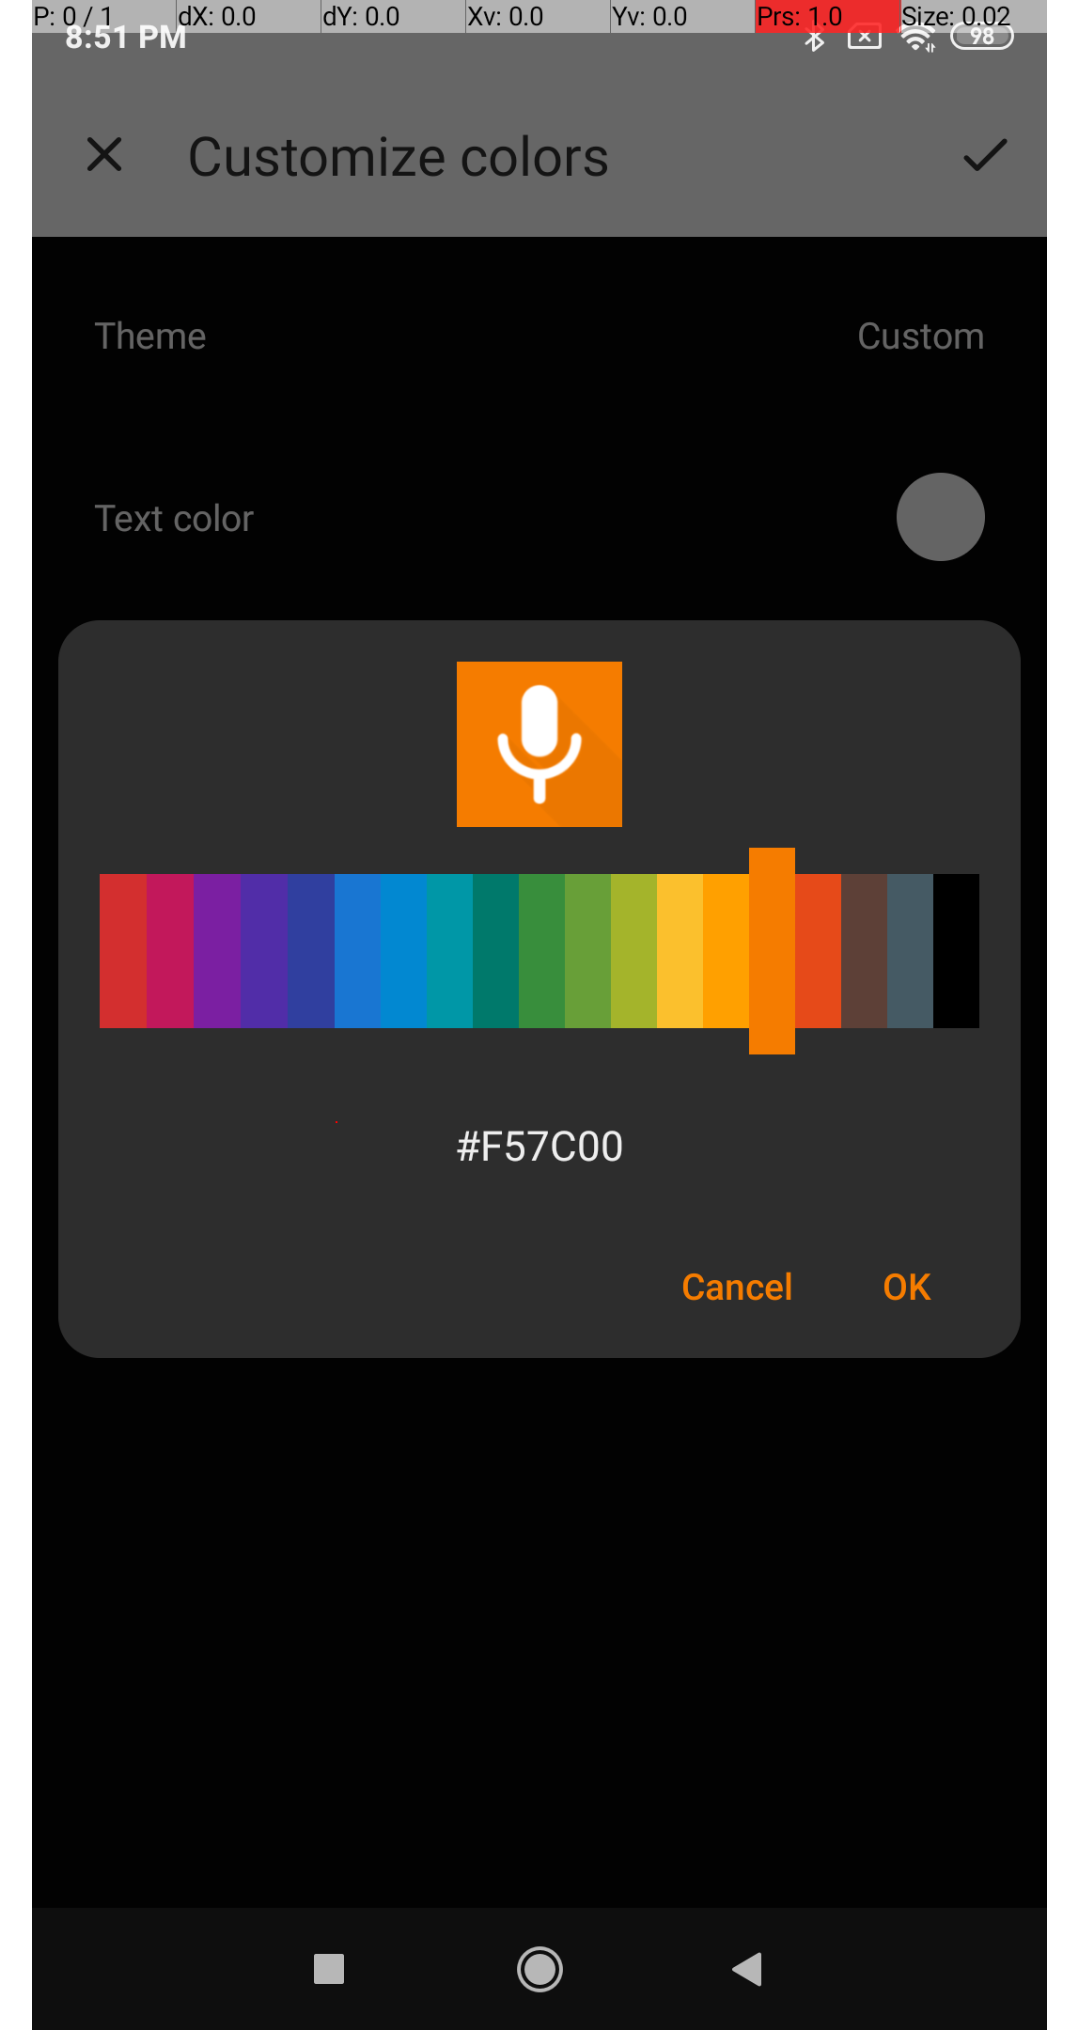 P: 0 / 1 dX: 0.0 dY: 0.0 Xv: 0.0 Yv: 0.0 Prs: 1.0 Size: 0.02
8:51 PM 98
Customize colors
Theme Custom
Text color
#F57C00
Cancel OK